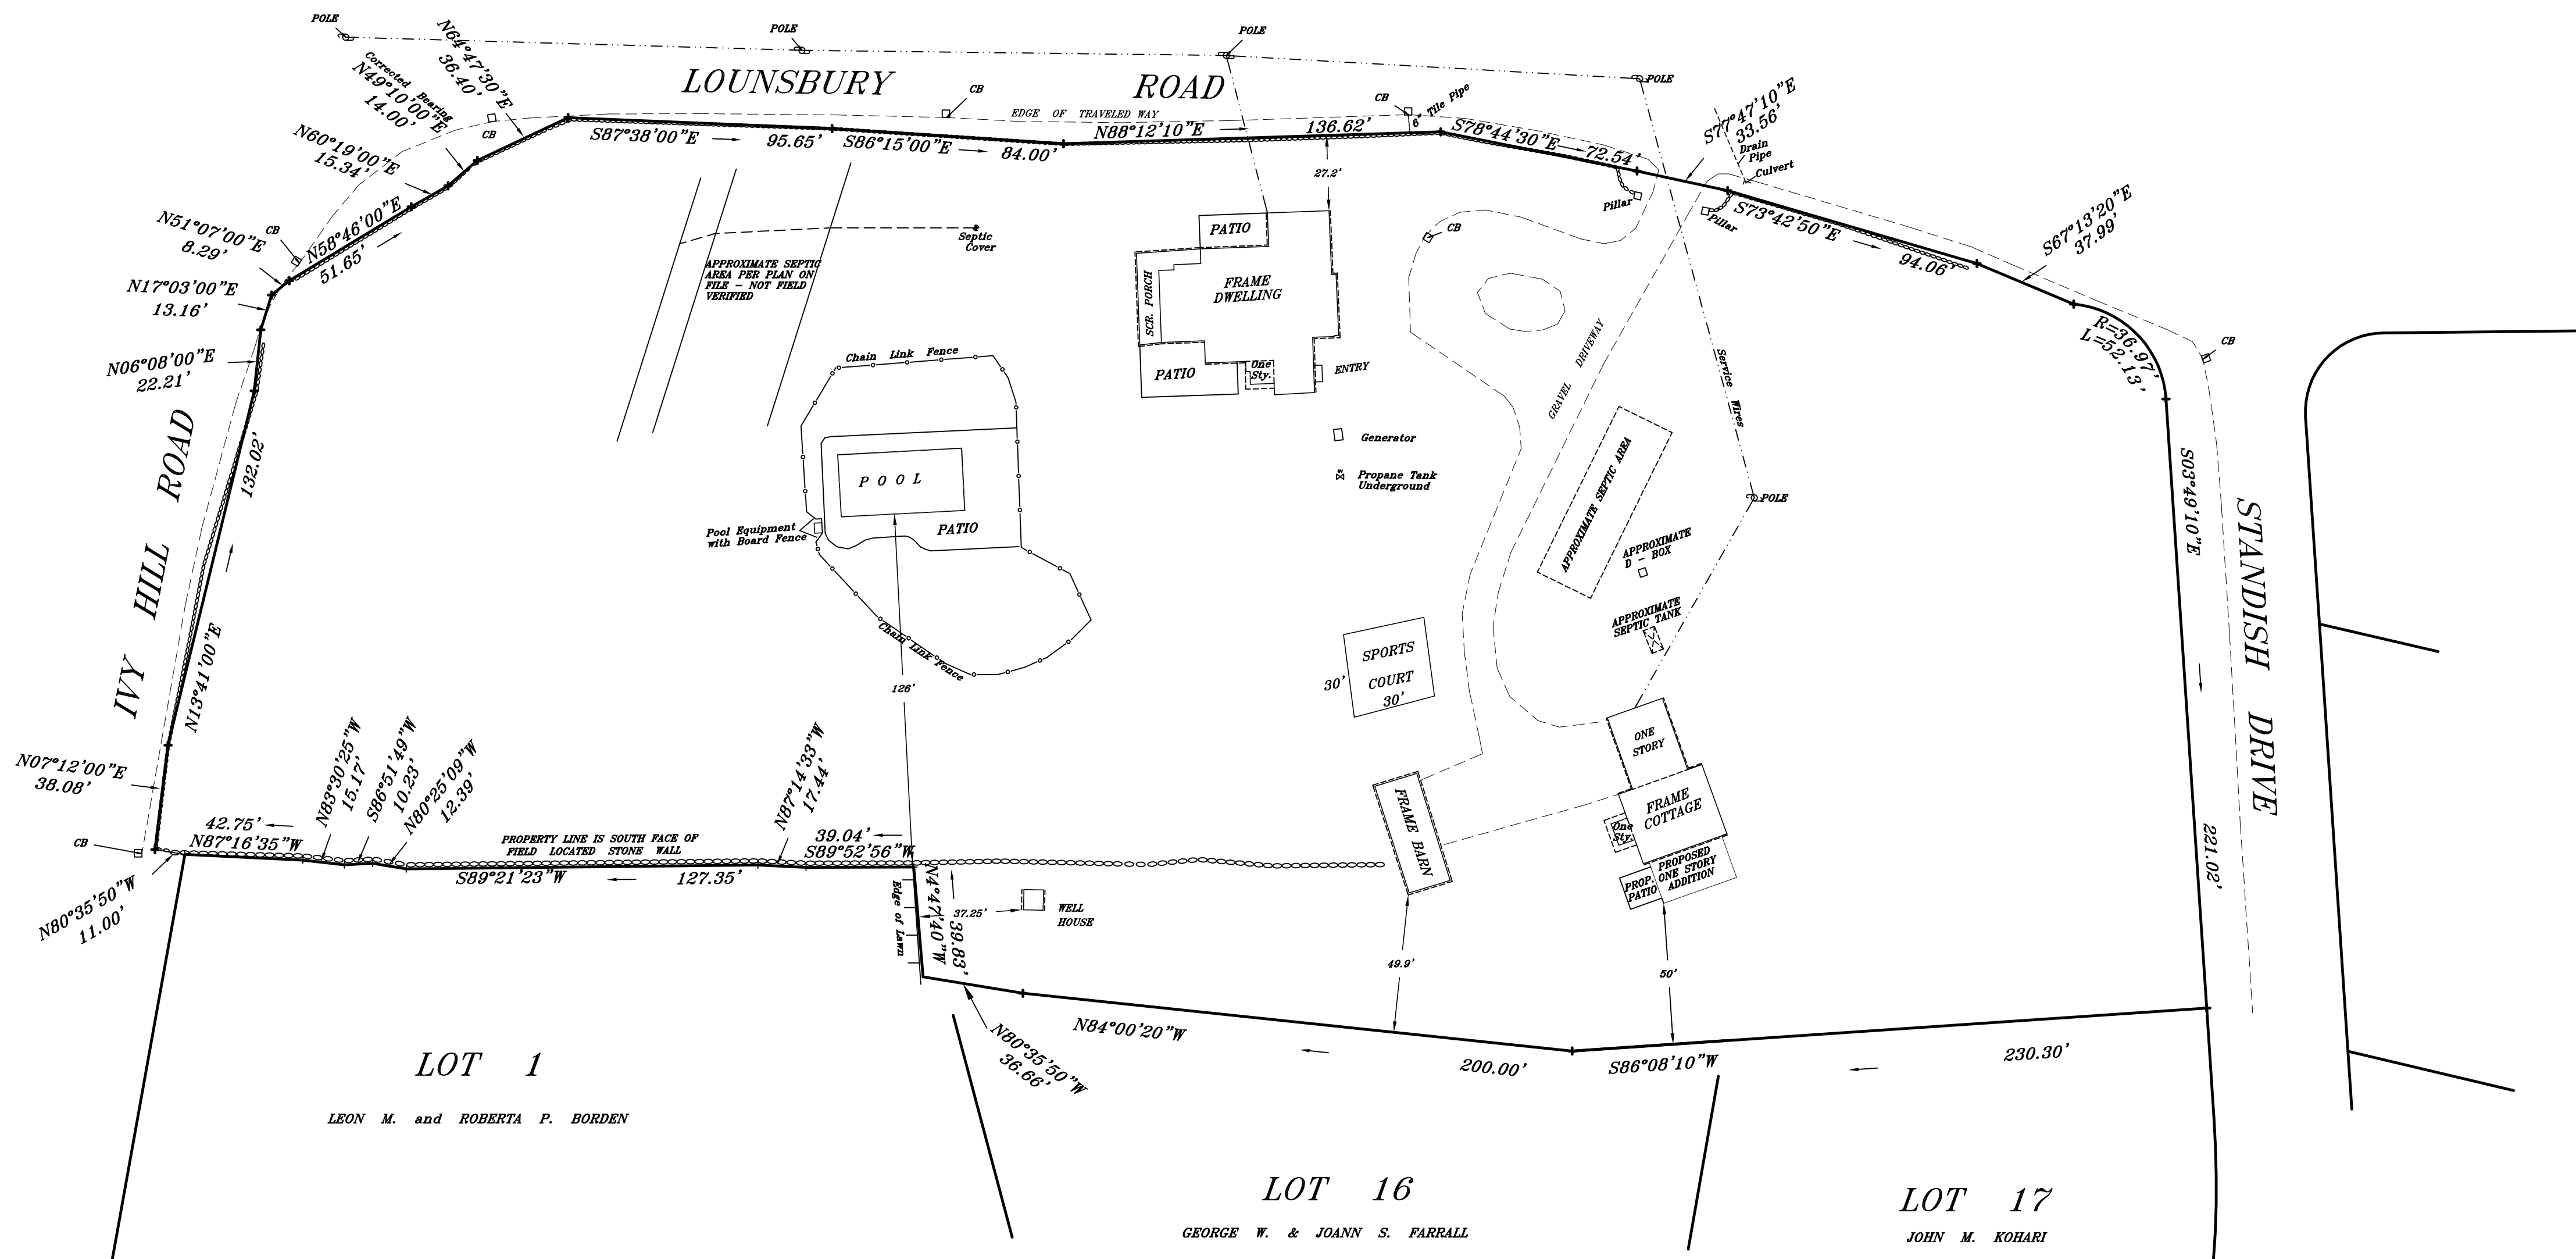 POLE
POLE
POLE
POLE
LOUNSBURY ROAD
N64°47'30"E
36.40'
Corrected Bearing
N49°10'00"E
14.00'
CB
CB
EDGE OF TRAVELED WAY
CB
6" Tile Pipe
N60°19'00"E
15.34'
S87°38'00"E
95.65'
S86°15'00"E
84.00'
N88°12'10"E
136.62'
S78°44'30"E
72.54'
S77°47'10"E
33.56'
Drain
Pipe
Culvert
27.2'
Pillar
Pillar
S73°42'50"E
94.06'
S67°13'20"E
37.99'
N51°07'00"E
8.29'
CB
N58°46'00"E
51.65'
N17°03'00"E
13.16'
N06°08'00"E
22.21'
APPROXIMATE SEPTIC
AREA PER PLAN ON
FILE - NOT FIELD
VERIFIED
Septic
Cover
PATIO
SCR. PORCH
FRAME
DWELLING
PATIO
One
Sty.
ENTRY
CB
GRAVEL DRIVEWAY
Service Wires
R=36.97'
L=52.13'
CB
Chain Link Fence
POOL
PATIO
Pool Equipment
with Board Fence
Chain Link Fence
126'
Generator
Propane Tank
Underground
APPROXIMATE SEPTIC AREA
POLE
APPROXIMATE
D - BOX
APPROXIMATE
SEPTIC TANK
S03°49'10"E
221.02'
STANDISH DRIVE
IVY HILL ROAD
132.02'
N13°41'00"E
SPORTS
COURT
30'
30'
ONE
STORY
FRAME
COTTAGE
One
Sty.
PROPOSED
ONE STORY
ADDITION
PROP.
PATIO
FRAME BARN
N07°12'00"E
38.08'
CB
42.75'
N87°16'35"W
N83°30'25"W
15.17'
S86°51'49"W
10.23'
N80°25'09"W
12.39'
PROPERTY LINE IS SOUTH FACE OF
FIELD LOCATED STONE WALL
N87°14'33"W
17.44'
39.04'
S89°52'56"W
S89°21'23"W
127.35'
N80°35'50"W
11.00'
Edge of Lawn
N4°47'40"W
39.83'
37.25'
WELL
HOUSE
49.9'
50'
N80°35'50"W
36.66'
N84°00'20"W
200.00'
S86°08'10"W
230.30'
LOT 1
LEON M. and ROBERTA P. BORDEN
LOT 16
GEORGE W. & JOANN S. FARRALL
LOT 17
JOHN M. KOHARI